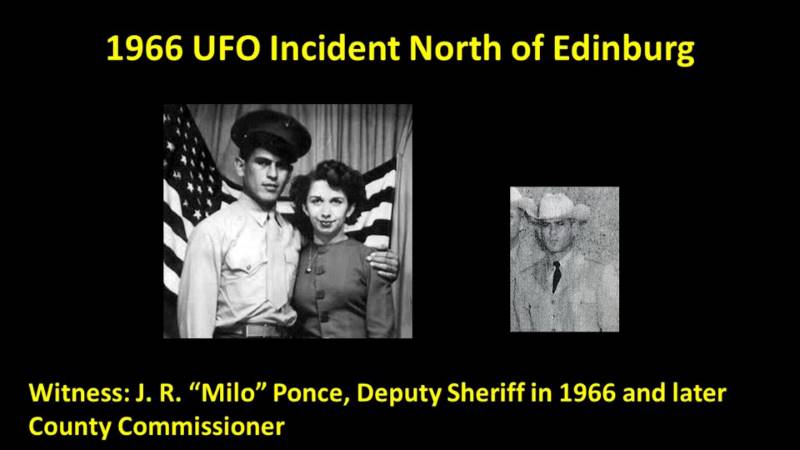 1966 UFO Incident North of Edinburg
Witness: J. R. “Milo” Ponce, Deputy Sheriff in 1966 and later
County Commissioner